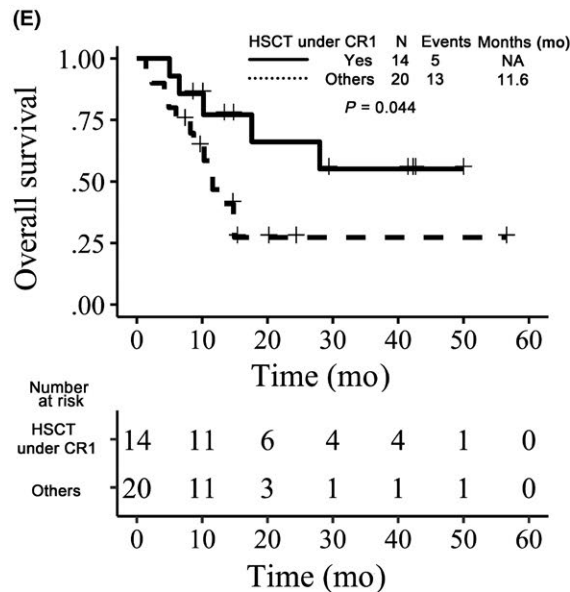 (E)
HSCT under CR1 N Events Months (mo)
Yes 14 5 NA
Others 20 13 11.6
P = 0.044
Overall survival
1.00
.75
.50
.25
.00
0 10 20 30 40 50 60
Time (mo)
Number
at risk
HSCT
under CR1
14 11 6 4 4 1 0
Others
20 11 3 1 1 1 0
0 10 20 30 40 50 60
Time (mo)